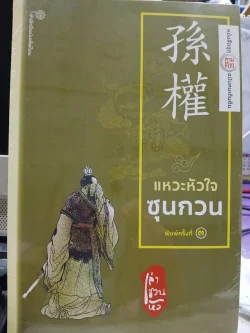 孫權
แหวะหัวใจ
ซุนกวน
พิมพ์ครั้งที่ ๓
เล่าชวนหัว